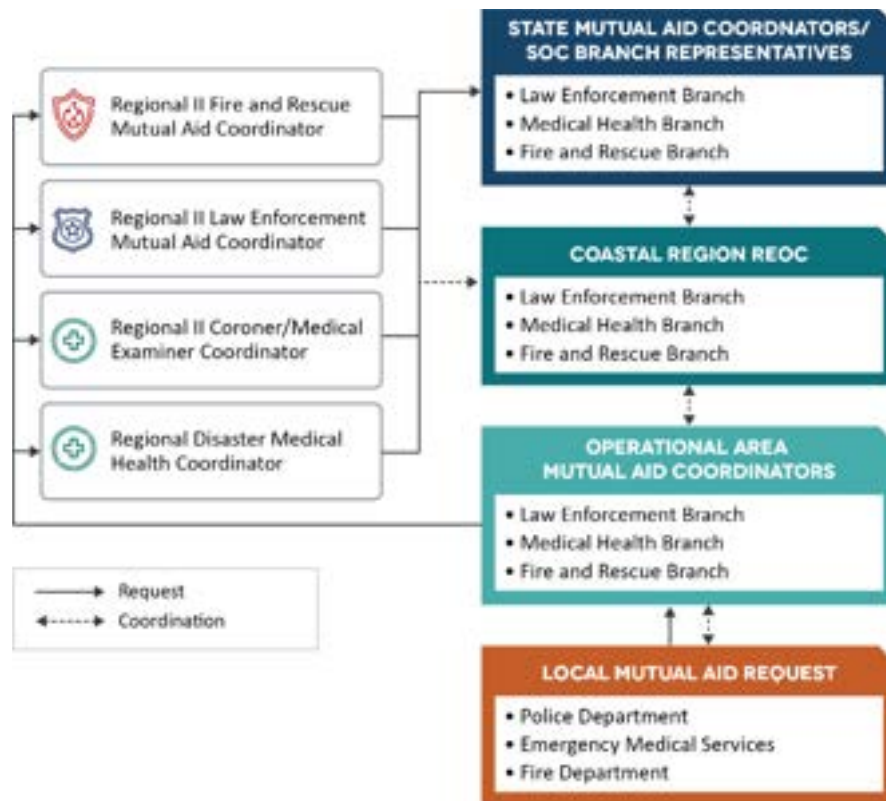 STATE MUTUAL AID COORDNATORS/
SOC BRANCH REPRESENTATIVES
• Law Enforcement Branch
• Medical Health Branch
• Fire and Rescue Branch
Regional II Fire and Rescue
Mutual Aid Coordinator
Regional II Law Enforcement
Mutual Aid Coordinator
Regional II Coroner/Medical
Examiner Coordinator
Regional Disaster Medical
Health Coordinator
COASTAL REGION REOC
• Law Enforcement Branch
• Medical Health Branch
• Fire and Rescue Branch
OPERATIONAL AREA
MUTUAL AID COORDINATORS
• Law Enforcement Branch
• Medical Health Branch
• Fire and Rescue Branch
Request
Coordination
LOCAL MUTUAL AID REQUEST
• Police Department
• Emergency Medical Services
• Fire Department